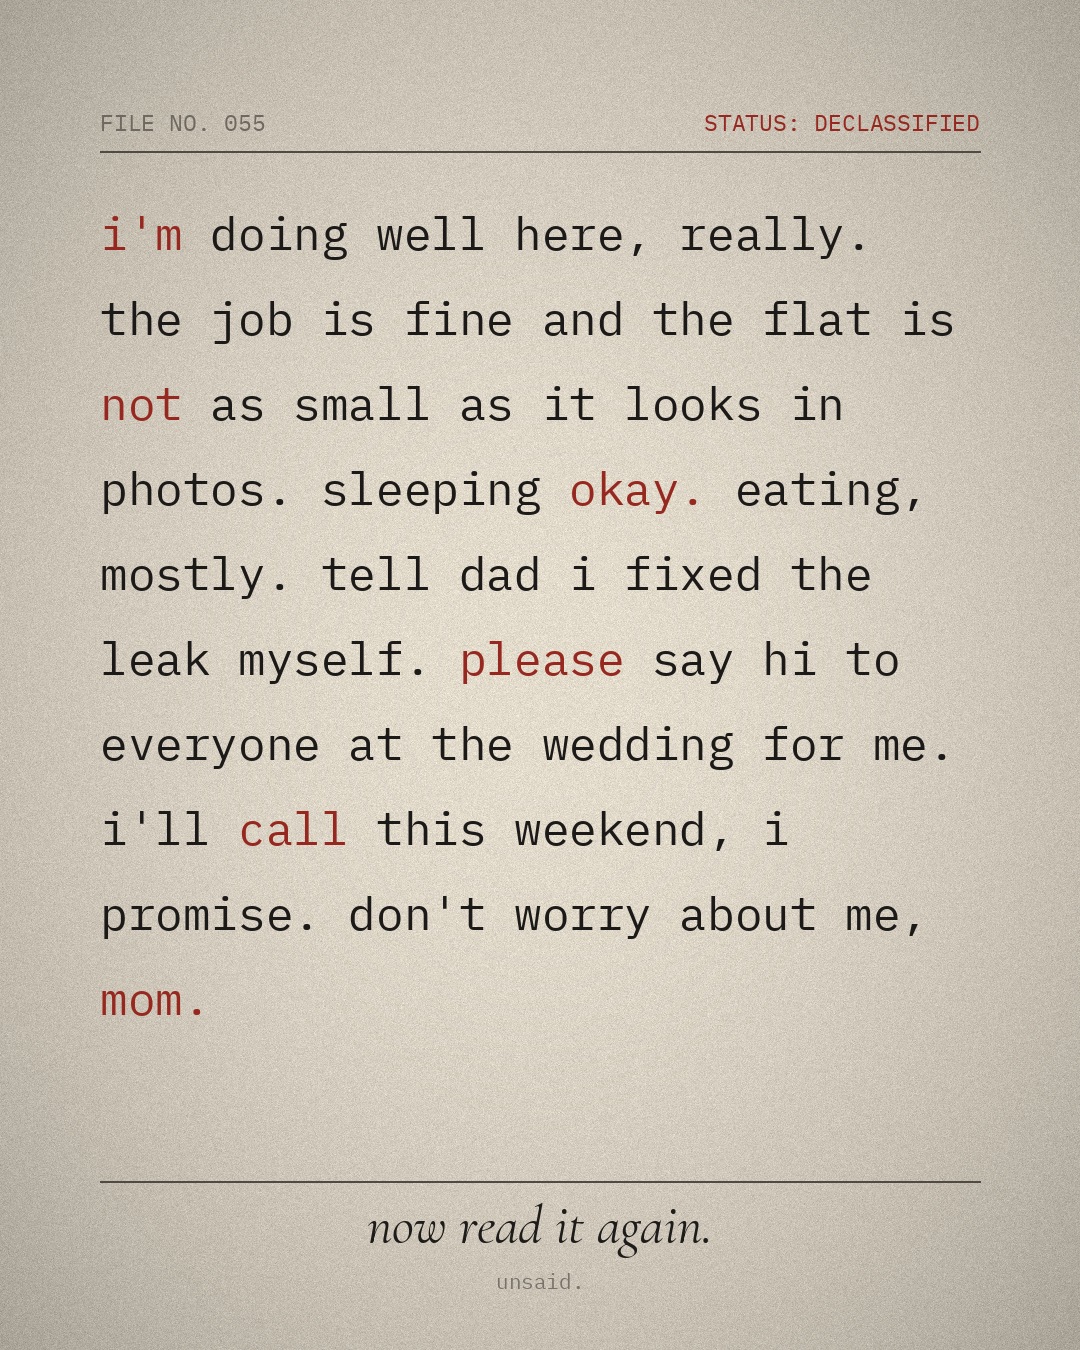 FILE NO. 055
STATUS: DECLASSIFIED
i'm doing well here, really.
the job is fine and the flat is
not as small as it looks in
photos. sleeping okay. eating,
mostly. tell dad i fixed the
leak myself. please say hi to
everyone at the wedding for me.
i'll call this weekend, i
promise. don't worry about me,
mom.
now read it again.
unsaid.